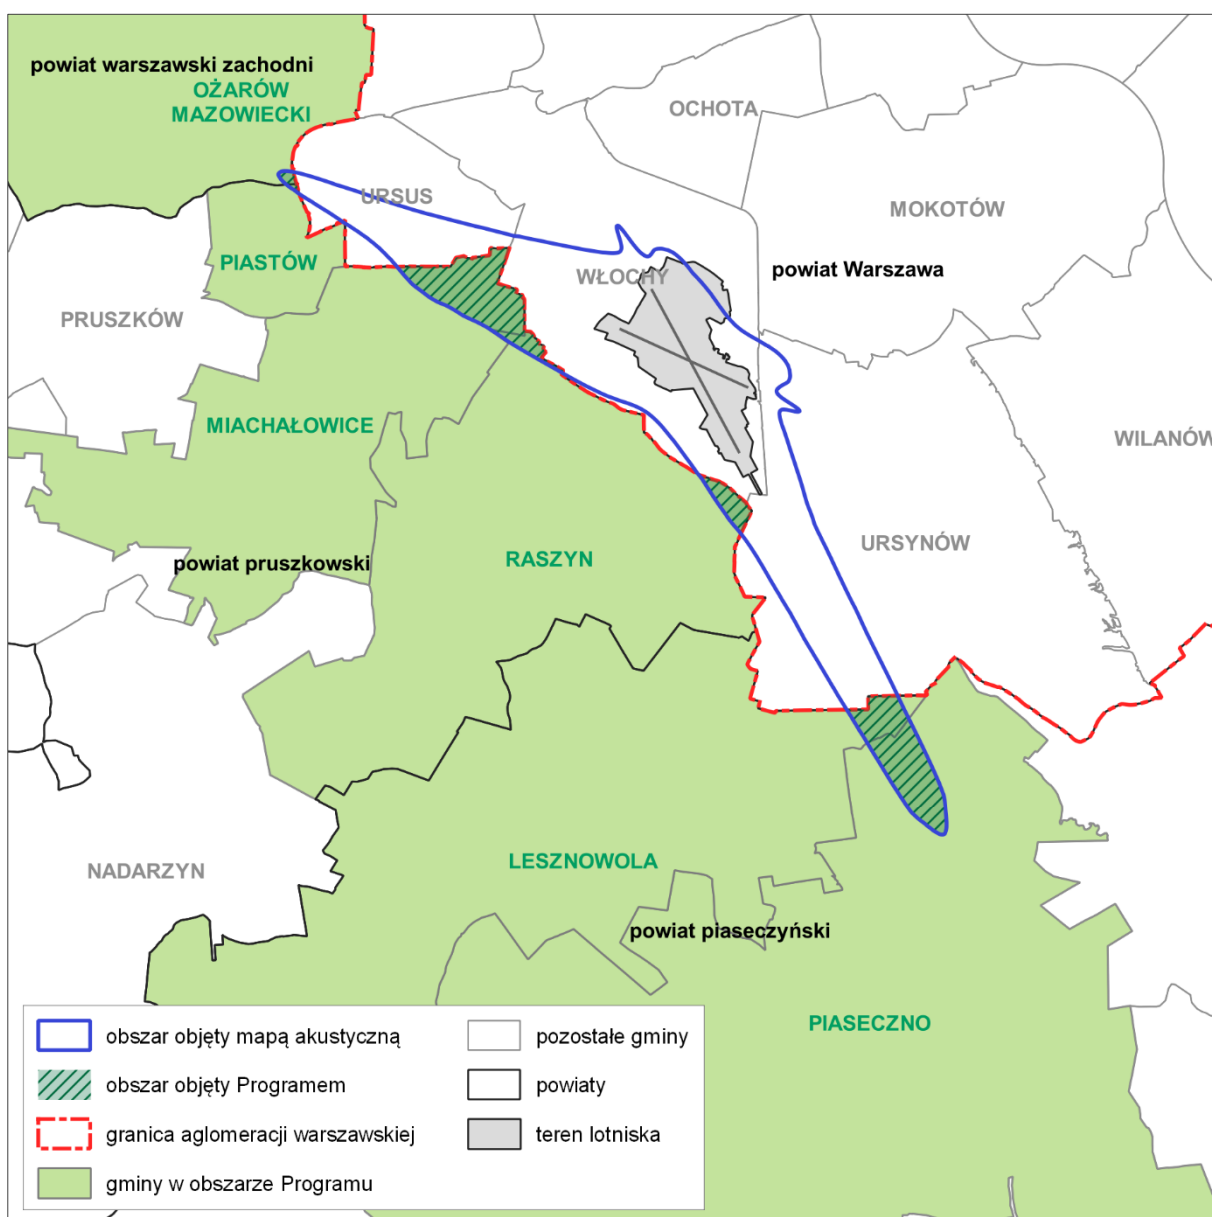 powiat warszawski zachodni
OŻARÓW
MAZOWIECKI
OCHOTA
URSUS
MOKOTÓW
PIASTÓW
WŁOCHY
powiat Warszawa
PRUSZKÓW
MIACHAŁOWICE
WILANÓW
URSYNÓW
RASZYN
powiat pruszkowski
LESZNOWOLA
NADARZYN
powiat piaseczyński
PIASECZNO
obszar objęty mapą akustyczną
obszar objęty Programem
granica aglomeracji warszawskiej
gminy w obszarze Programu
pozostałe gminy
powiaty
teren lotniska